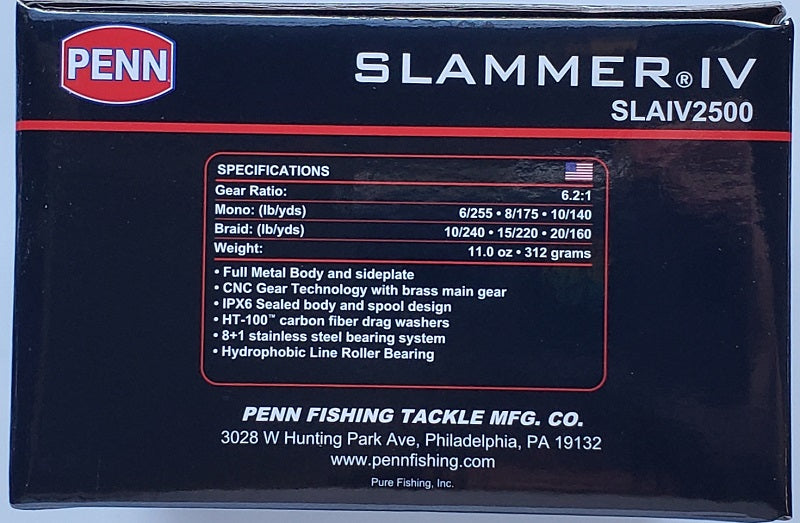 PENN
SLAMMER® IV
SLAIV2500
SPECIFICATIONS
Gear Ratio: 6.2:1
Mono: (lb/yds) 6/255 • 8/175 • 10/140
Braid: (lb/yds) 10/240 • 15/220 • 20/160
Weight: 11.0 oz • 312 grams
• Full Metal Body and sideplate
• CNC Gear Technology with brass main gear
• IPX6 Sealed body and spool design
• HT-100™ carbon fiber drag washers
• 8+1 stainless steel bearing system
• Hydrophobic Line Roller Bearing
PENN FISHING TACKLE MFG. CO.
3028 W Hunting Park Ave, Philadelphia, PA 19132
www.pennfishing.com
Pure Fishing, Inc.